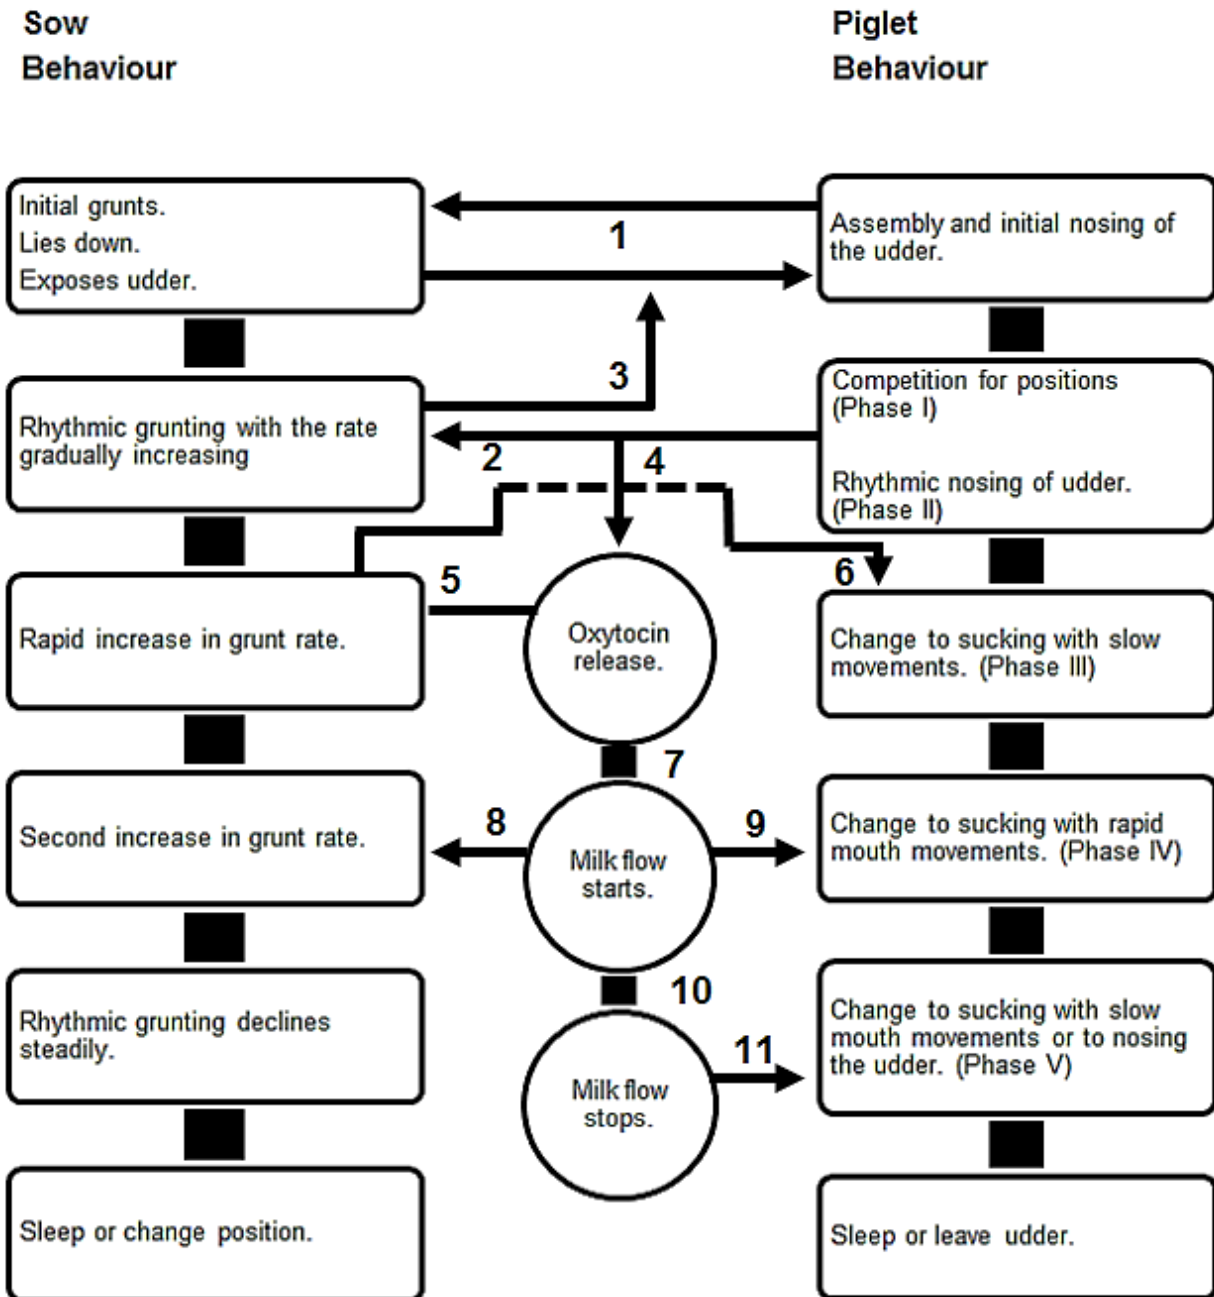 Sow
Behaviour
Piglet
Behaviour
Initial grunts.
Lies down.
Exposes udder.
1
Assembly and initial nosing of
the udder.
3
Rhythmic grunting with the rate
gradually increasing
2
4
Competition for positions
(Phase I)
Rhythmic nosing of udder.
(Phase II)
5
6
Rapid increase in grunt rate.
Oxytocin
release.
Change to sucking with slow
movements. (Phase III)
7
Second increase in grunt rate.
8
Milk flow
starts.
9
Change to sucking with rapid
mouth movements. (Phase IV)
10
Rhythmic grunting declines
steadily.
Milk flow
stops.
11
Change to sucking with slow
mouth movements or to nosing
the udder. (Phase V)
Sleep or change position.
Sleep or leave udder.